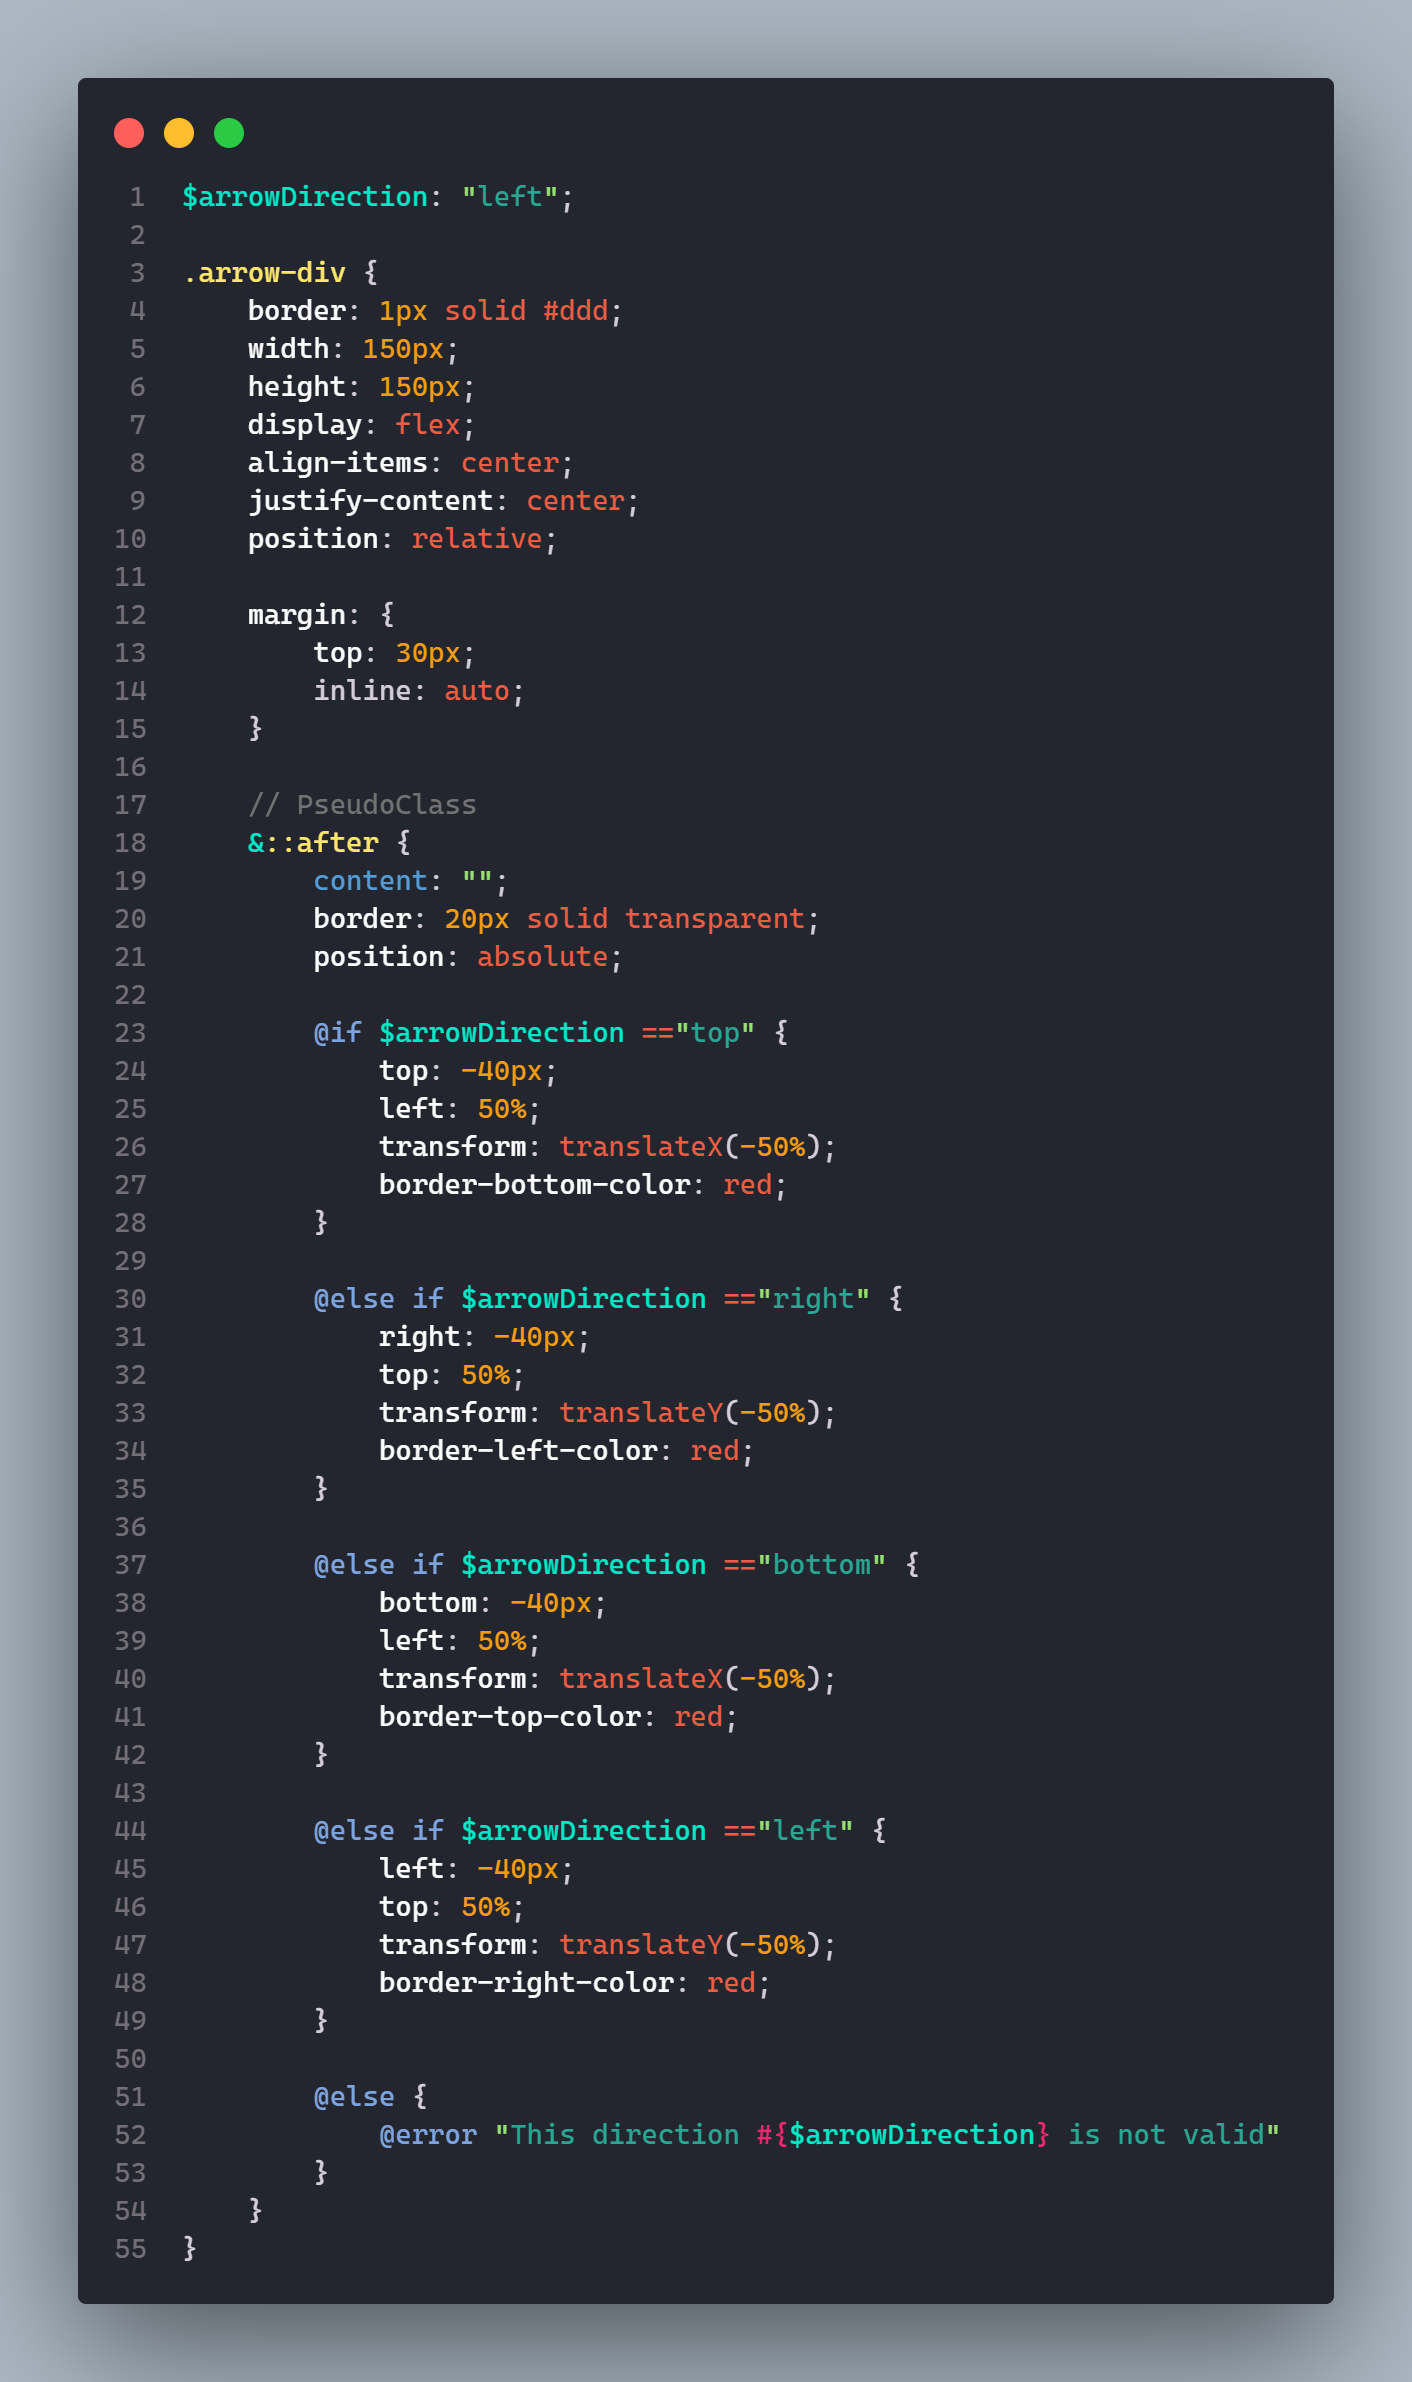 1 $arrowDirection: "left";
2
3 .arrow-div {
4     border: 1px solid #ddd;
5     width: 150px;
6     height: 150px;
7     display: flex;
8     align-items: center;
9     justify-content: center;
10     position: relative;
11
12     margin: {
13         top: 30px;
14         inline: auto;
15     }
16
17     // PseudoClass
18     &::after {
19         content: "";
20         border: 20px solid transparent;
21         position: absolute;
22
23         @if $arrowDirection =="top" {
24             top: -40px;
25             left: 50%;
26             transform: translateX(-50%);
27             border-bottom-color: red;
28         }
29
30         @else if $arrowDirection =="right" {
31             right: -40px;
32             top: 50%;
33             transform: translateY(-50%);
34             border-left-color: red;
35         }
36
37         @else if $arrowDirection =="bottom" {
38             bottom: -40px;
39             left: 50%;
40             transform: translateX(-50%);
41             border-top-color: red;
42         }
43
44         @else if $arrowDirection =="left" {
45             left: -40px;
46             top: 50%;
47             transform: translateY(-50%);
48             border-right-color: red;
49         }
50
51         @else {
52             @error "This direction #{$arrowDirection} is not valid"
53         }
54     }
55 }